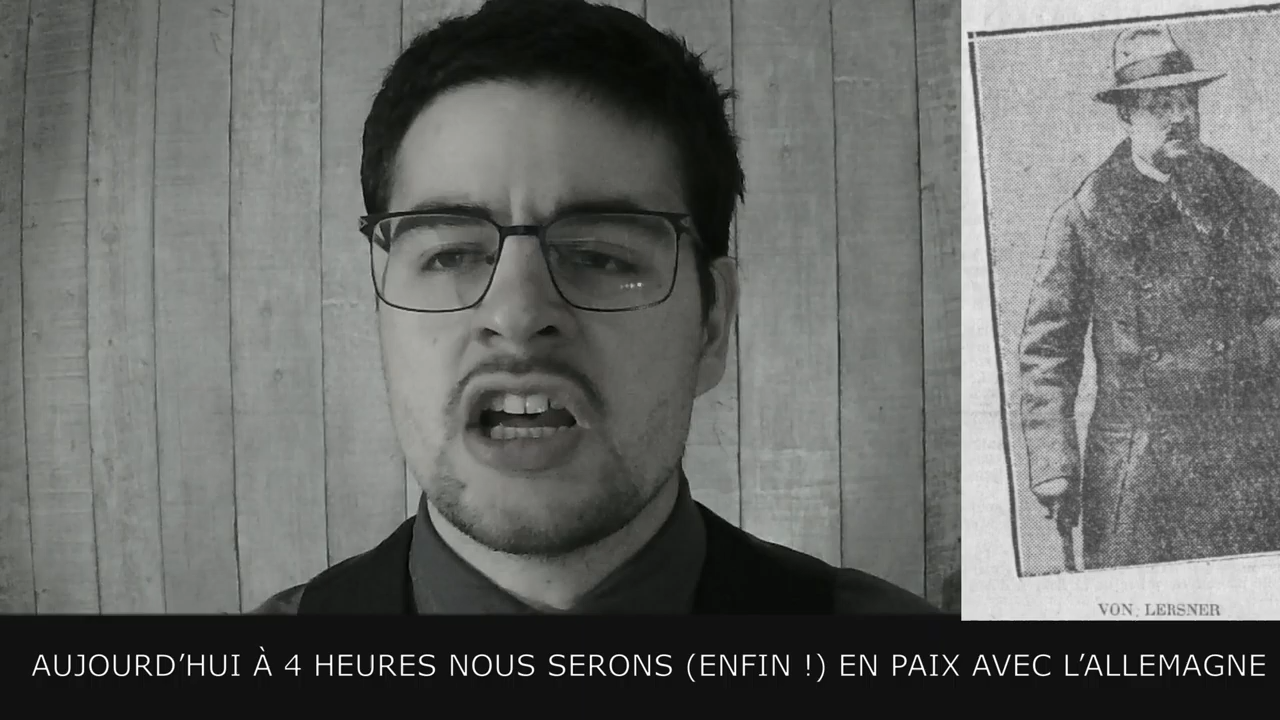 VON LERSNER
AUJOURD’HUI À 4 HEURES NOUS SERONS (ENFIN !) EN PAIX AVEC L’ALLEMAGNE